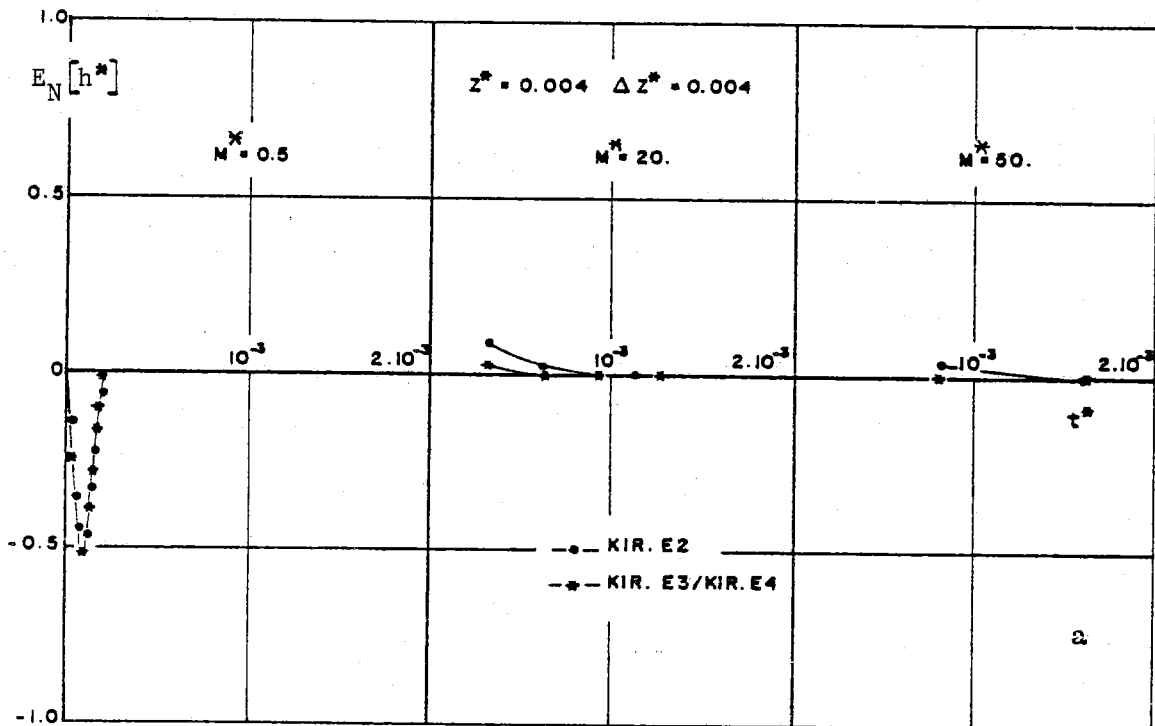 1.0
E_N[h*]
Z* = 0.004 Δ Z* = 0.004
M* = 0.5
M* = 20.
M* = 50.
0.5
10⁻³
2.10⁻³
10⁻³
2.10⁻³
10⁻³
2.10⁻³
0
t*
-0.5
KIR. E2
KIR. E3/KIR. E4
a
-1.0